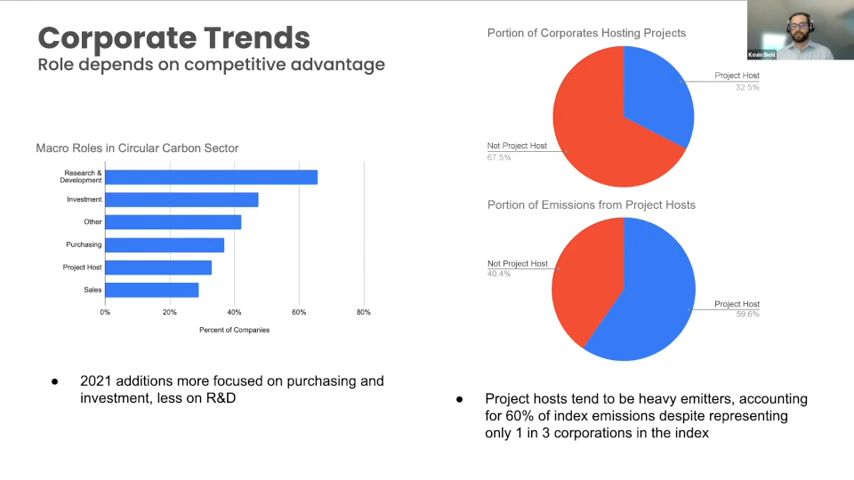 Corporate Trends
Role depends on competitive advantage
Macro Roles in Circular Carbon Sector
Research &
Development
Investment
Other
Purchasing
Project Host
Sales
0%
20%
40%
60%
80%
Percent of Companies
● 2021 additions more focused on purchasing and
investment, less on R&D
Portion of Corporates Hosting Projects
Project Host
32.5%
Not Project Host
67.5%
Portion of Emissions from Project Hosts
Not Project Host
40.4%
Project Host
59.6%
● Project hosts tend to be heavy emitters, accounting
for 60% of index emissions despite representing
only 1 in 3 corporations in the index
Kevin Biehl